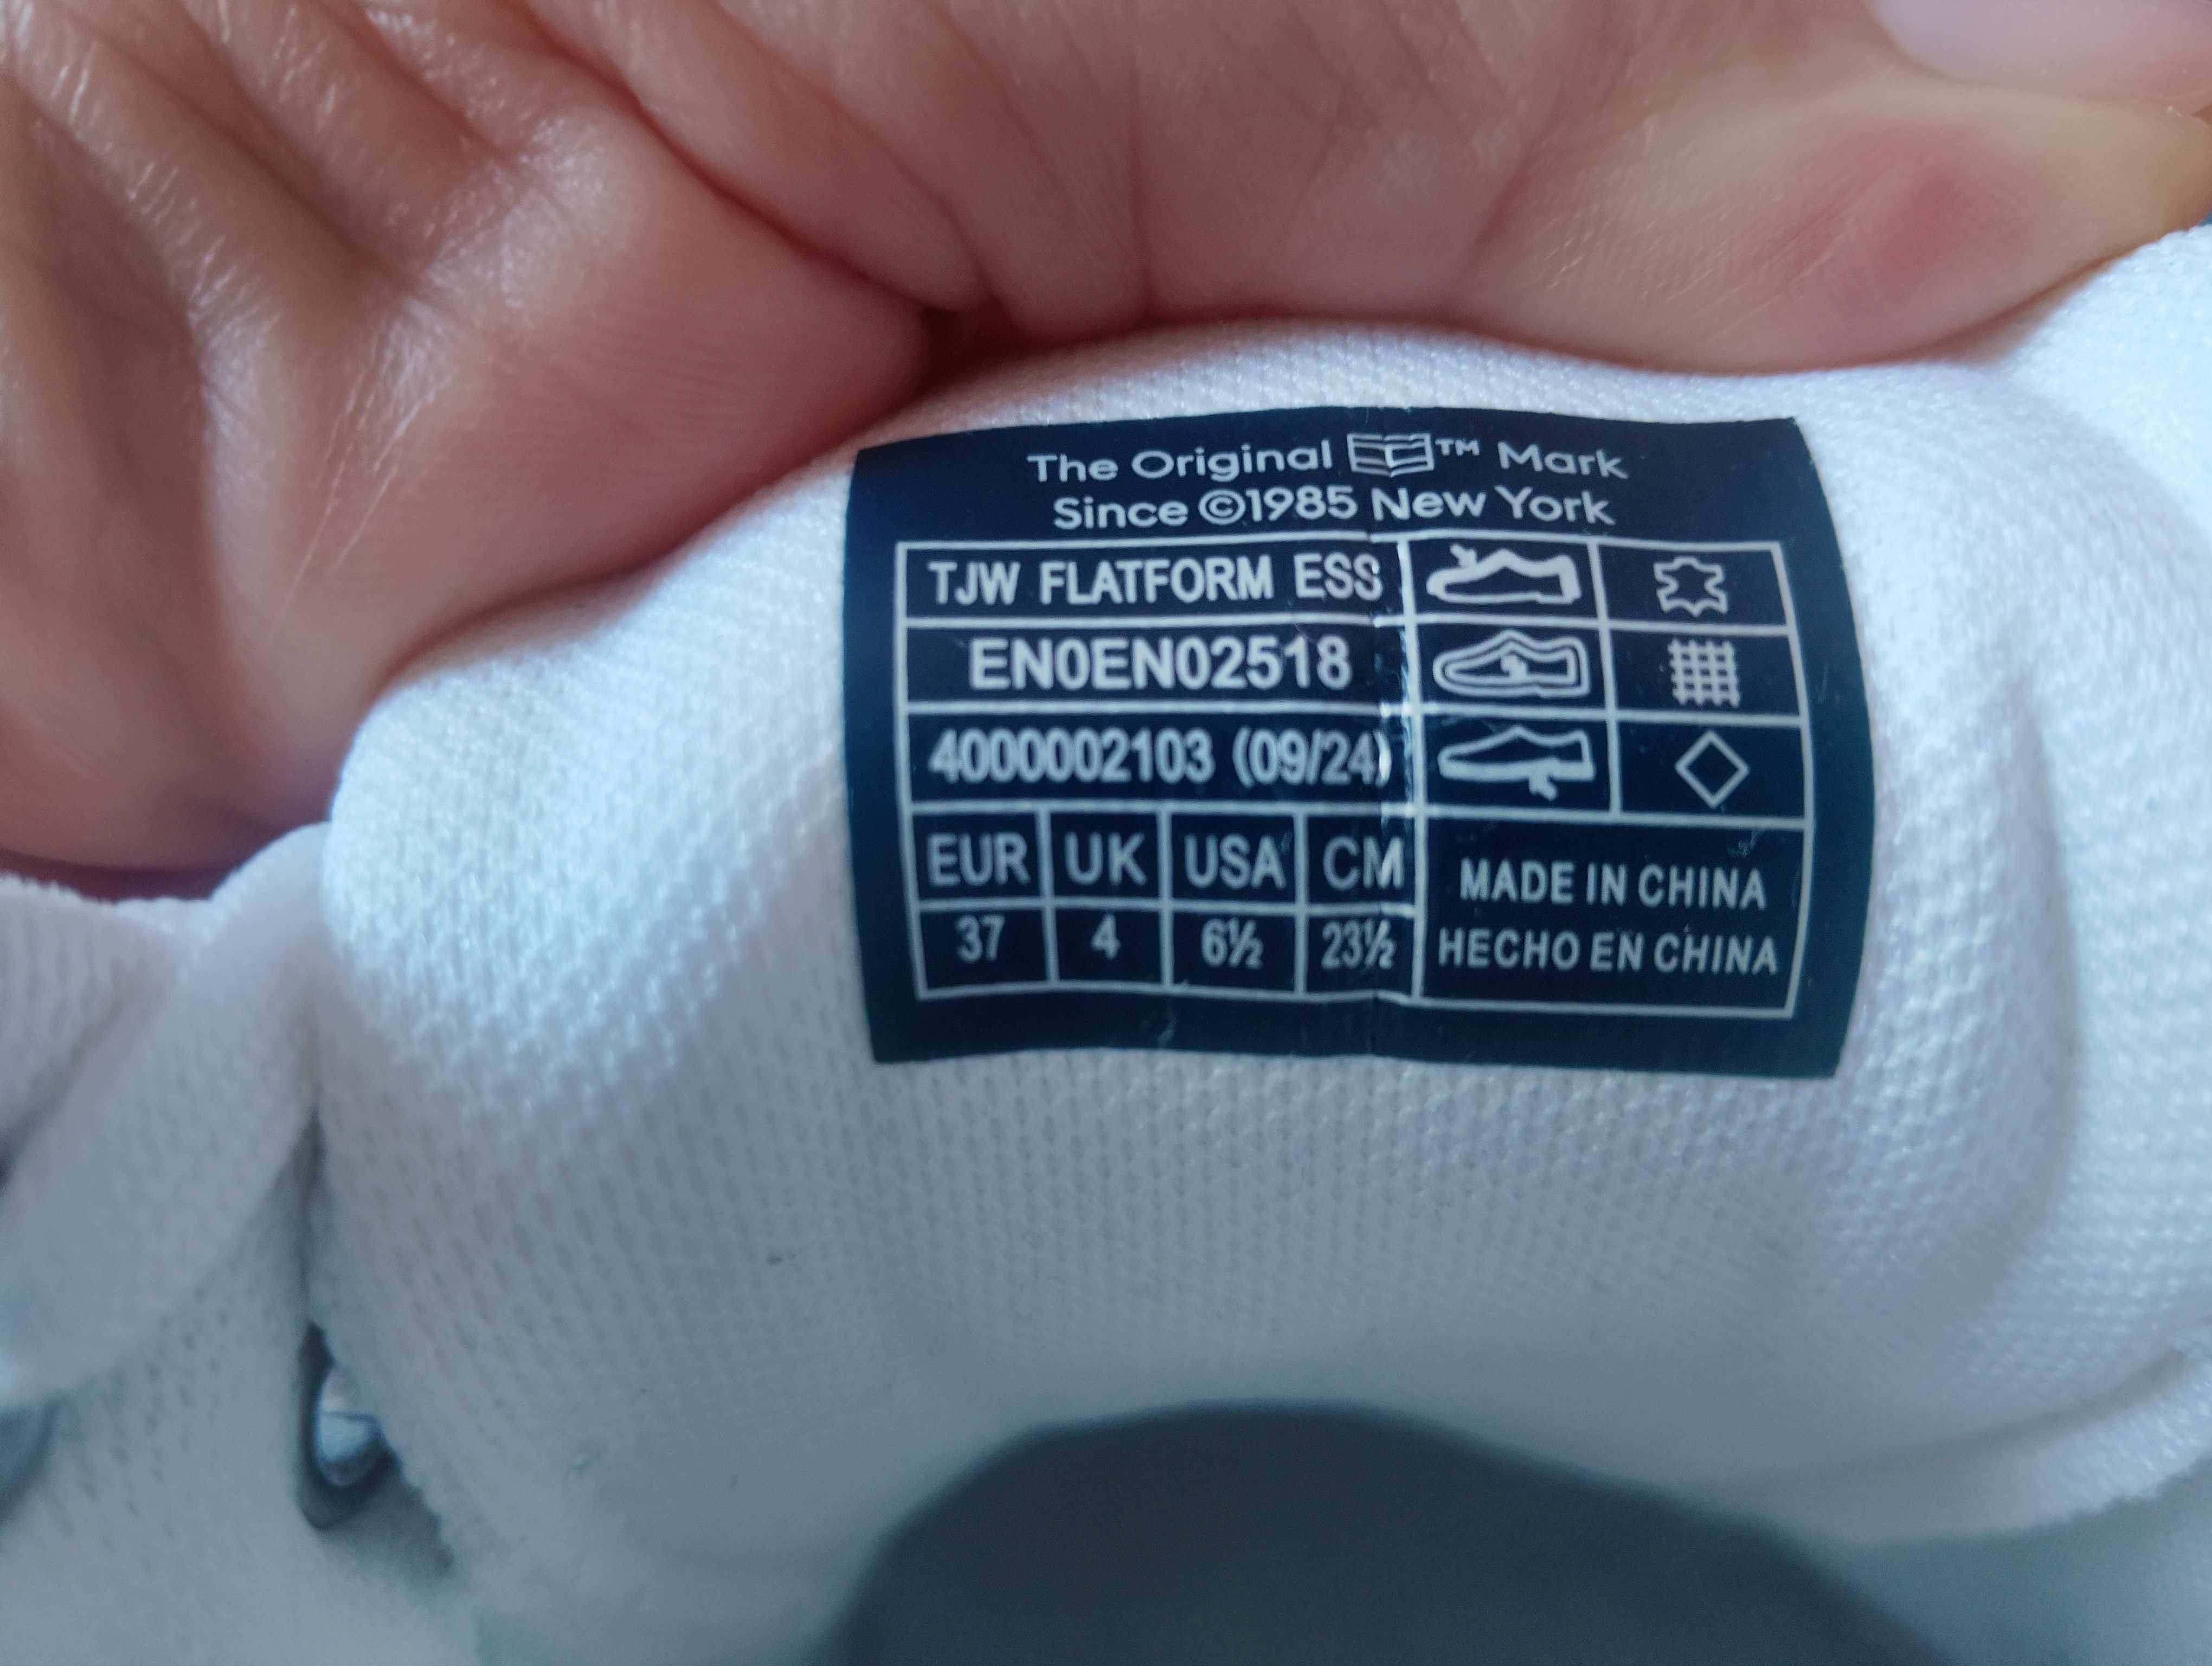 The Original ™ Mark
Since ©1985 New York
TJW FLATFORM ESS
EN0EN02518
4000002103 (09/24)
EUR UK USA CM
37 4 6½ 23½
MADE IN CHINA
HECHO EN CHINA